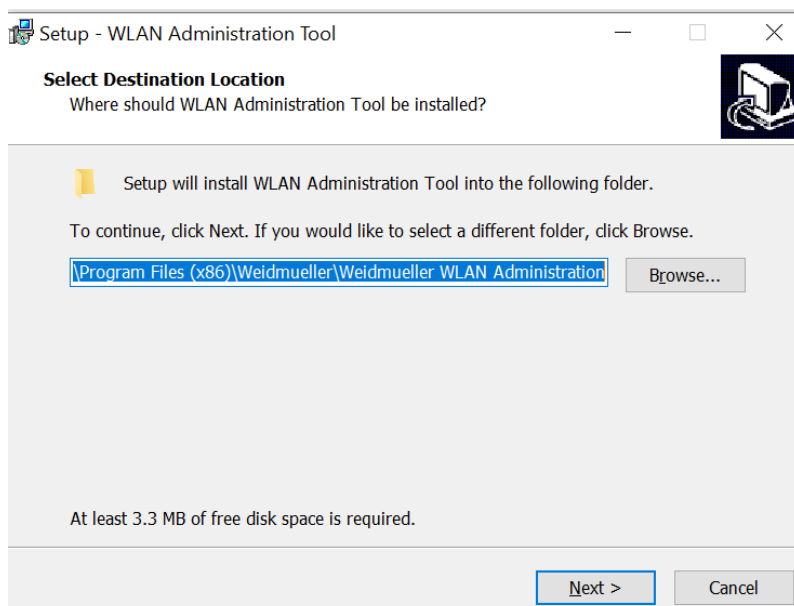 Setup - WLAN Administration Tool
Select Destination Location
Where should WLAN Administration Tool be installed?
Setup will install WLAN Administration Tool into the following folder.
To continue, click Next. If you would like to select a different folder, click Browse.
\Program Files (x86)\Weidmueller\Weidmueller WLAN Administration
Browse...
At least 3.3 MB of free disk space is required.
Next >
Cancel